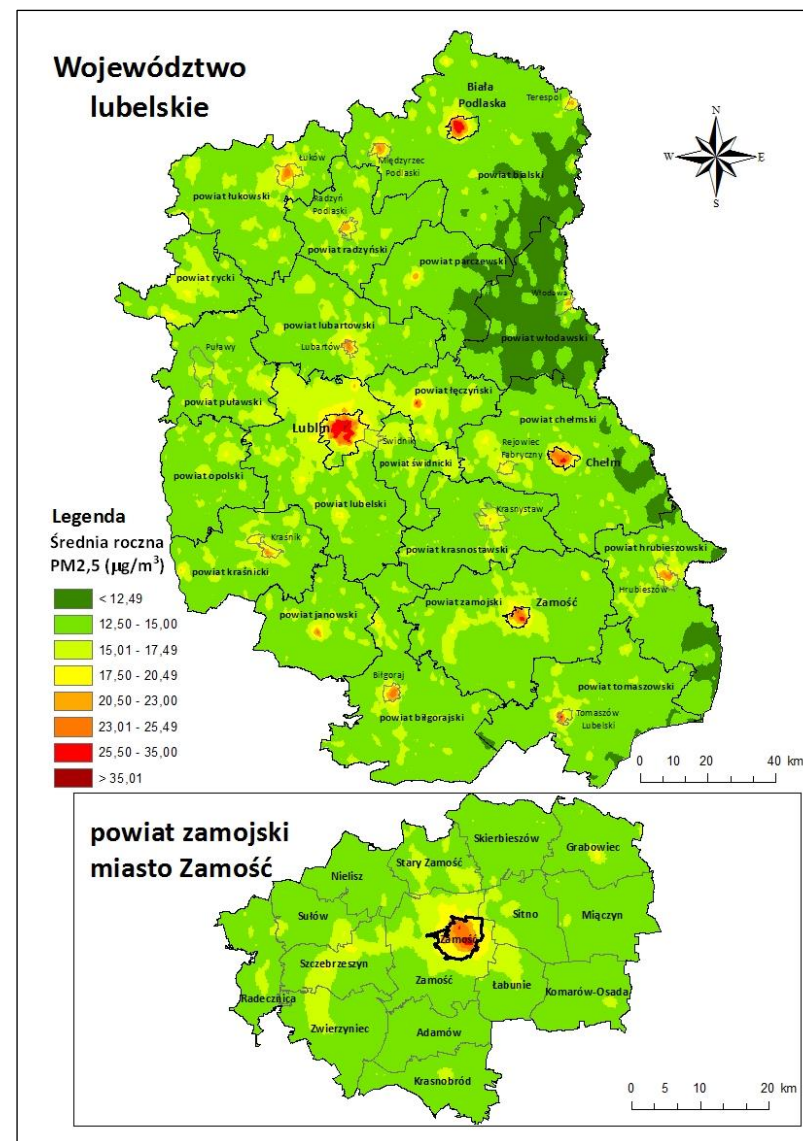 Województwo
lubelskie
Biała
Podlaska
Terespol
N
W
E
S
Łuków
Międzyrzec
Podlaski
powiat bialski
powiat łukowski
Radzyń
Podlaski
powiat radzyński
powiat parczewski
powiat rycki
Włodawa
powiat lubartowski
powiat włodawski
Lubartów
Puławy
powiat puławski
powiat łęczyński
powiat chełmski
Lublin
Świdnik
Rejowiec
Fabryczny
Chełm
powiat świdnicki
powiat opolski
powiat lubelski
Krasnystaw
Kraśnik
powiat kraśnicki
powiat krasnostawski
powiat hrubieszowski
Hrubieszów
powiat zamojski
Zamość
powiat janowski
Biłgoraj
powiat tomaszowski
powiat biłgorajski
Tomaszów
Lubelski
Legenda
Średnia roczna
PM2,5 (µg/m³)
< 12,49
12,50 - 15,00
15,01 - 17,49
17,50 - 20,49
20,50 - 23,00
23,01 - 25,49
25,50 - 35,00
> 35,01
0 10 20 40 km
powiat zamojski
miasto Zamość
Skierbieszów
Grabowiec
Stary Zamość
Nielisz
Sułów
Sitno
Miączyn
Zamość
Szczebrzeszyn
Zamość
Łabunie
Komarów-Osada
Radecznica
Zwierzyniec
Adamów
Krasnobród
0 5 10 20 km